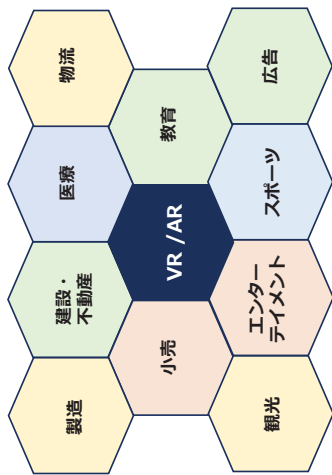 製造
建設・
不動産
医療
物流
小売
VR /AR
教育
観光
エンター
テイメント
スポーツ
広告